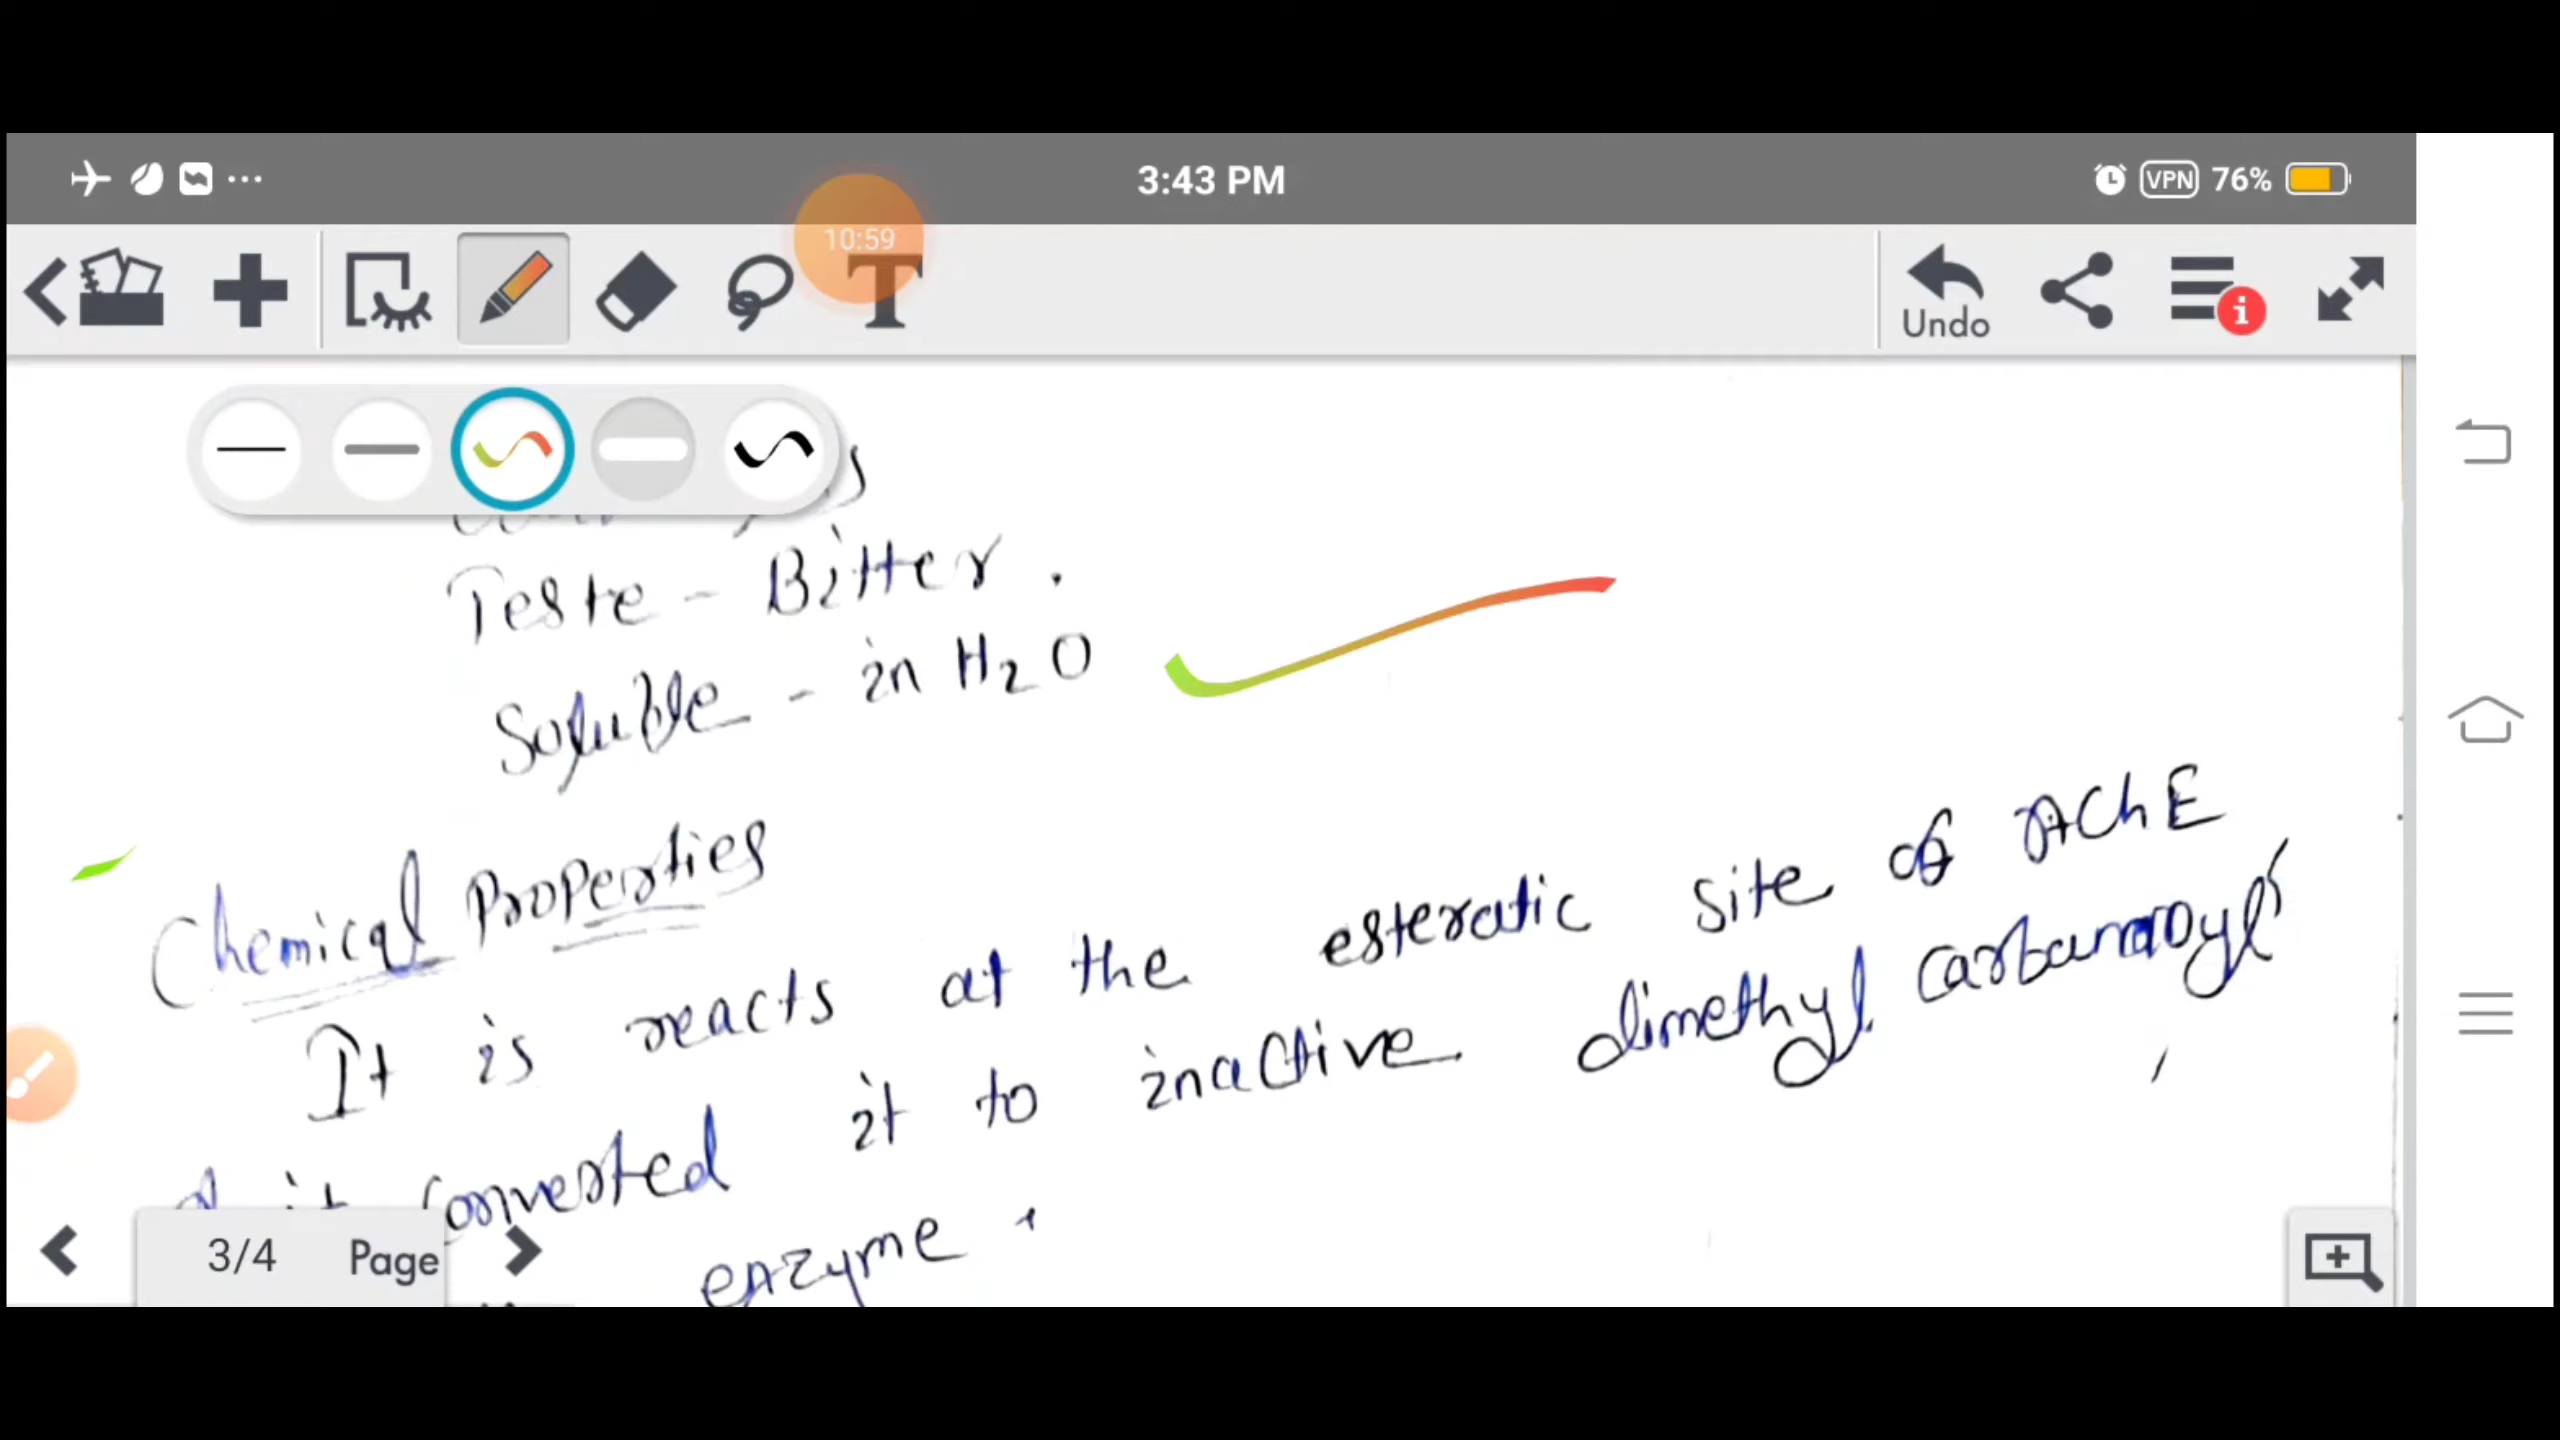 3:43 PM
VPN 76%
10:59
T
Undo
Teste - Bitter .
Soluble - in H2O
Chemical Properties
It is reacts at the esteratic site of AChE
it converted it to inactive dimethyl carbamoyl
enzyme .
3/4 Page